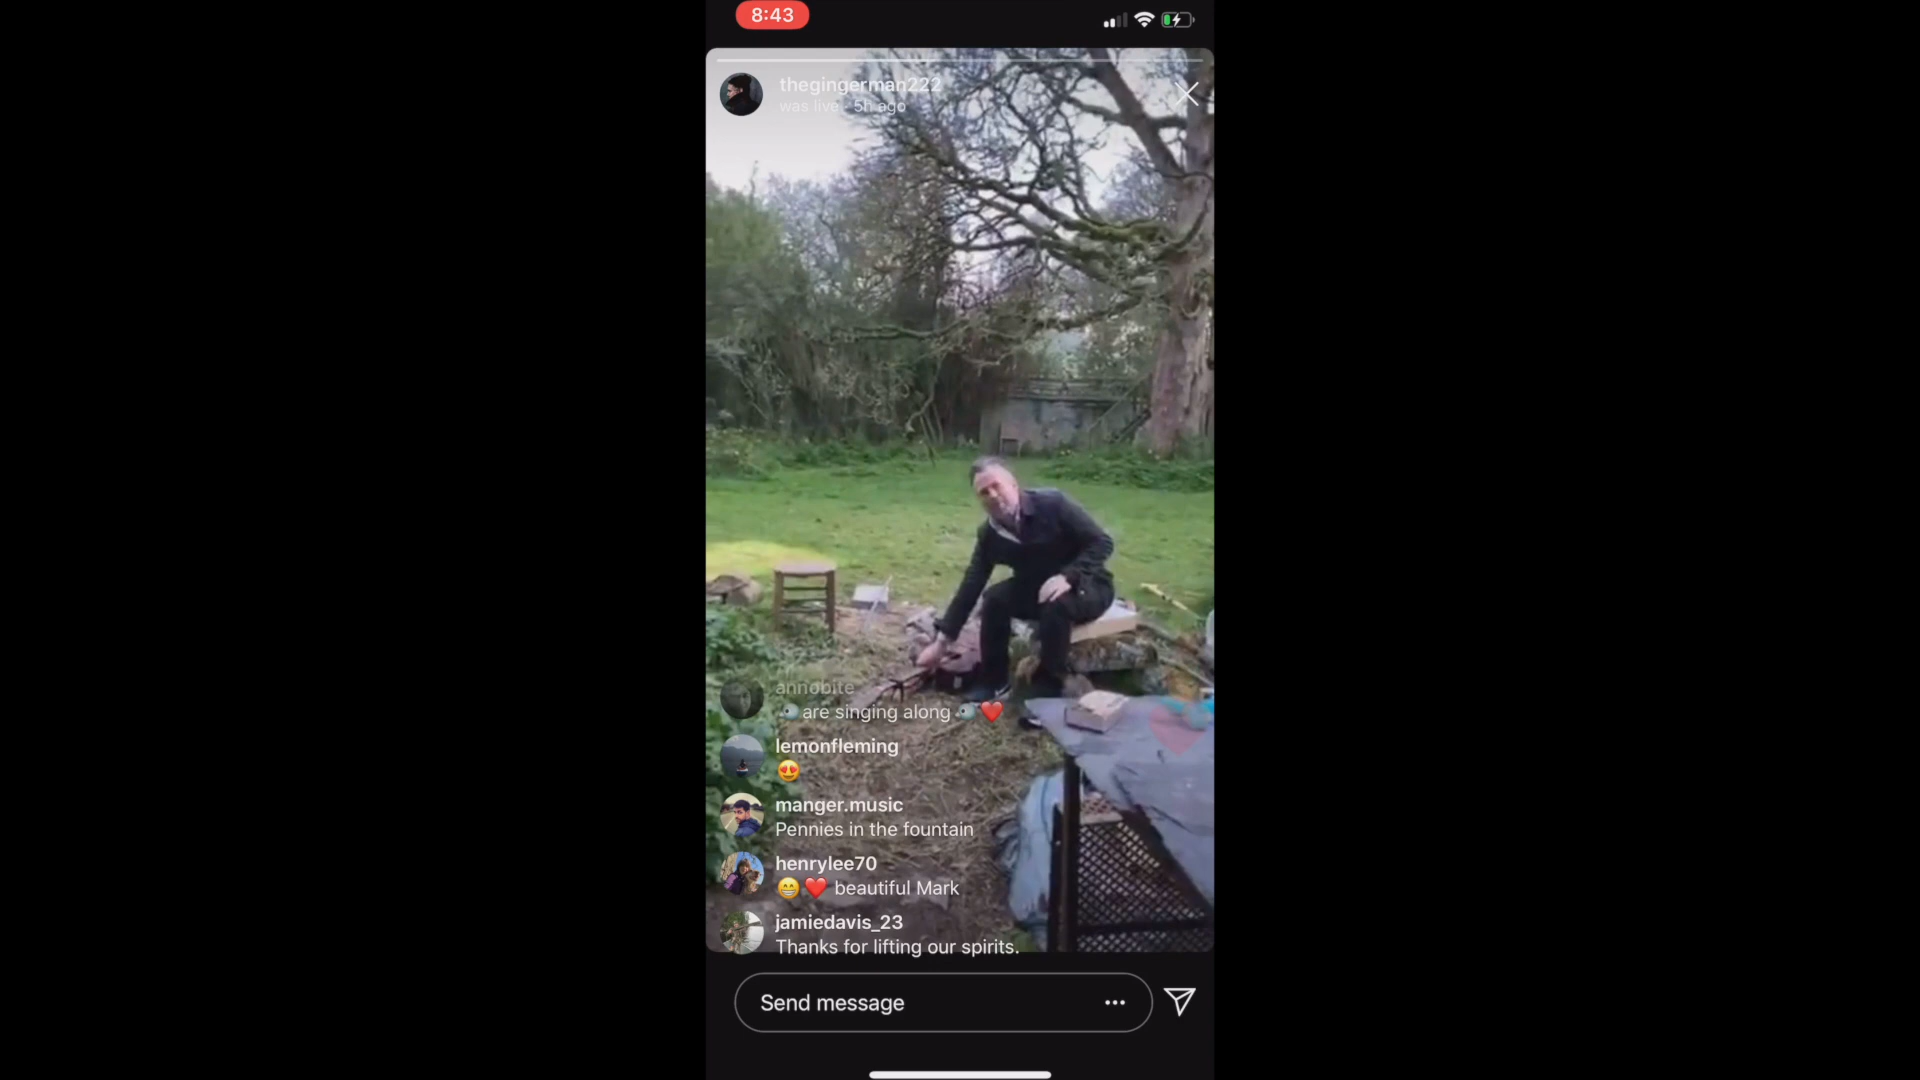 8:43
thegingerman222
was live · 5h ago
annobite
🐟are singing along 🐟❤️
lemonfleming
😍
manger.music
Pennies in the fountain
henrylee70
😁❤️ beautiful Mark
jamiedavis_23
Thanks for lifting our spirits.
Send message